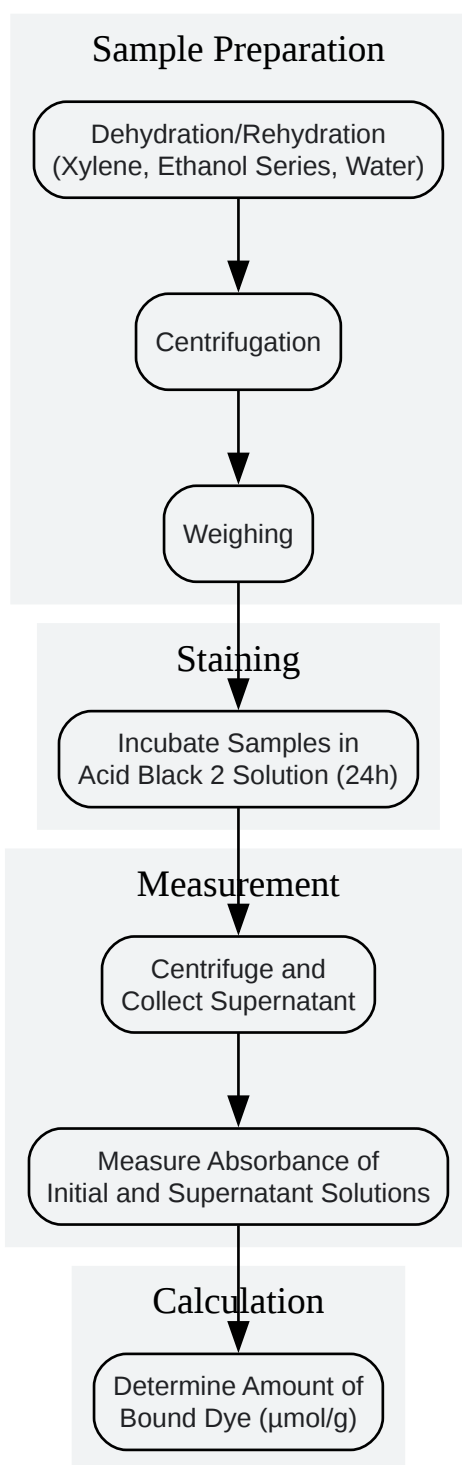 Sample Preparation
Dehydration/Rehydration
(Xylene, Ethanol Series, Water)
Centrifugation
Weighing
Staining
Incubate Samples in
Acid Black 2 Solution (24h)
Measurement
Centrifuge and
Collect Supernatant
Measure Absorbance of
Initial and Supernatant Solutions
Calculation
Determine Amount of
Bound Dye (µmol/g)